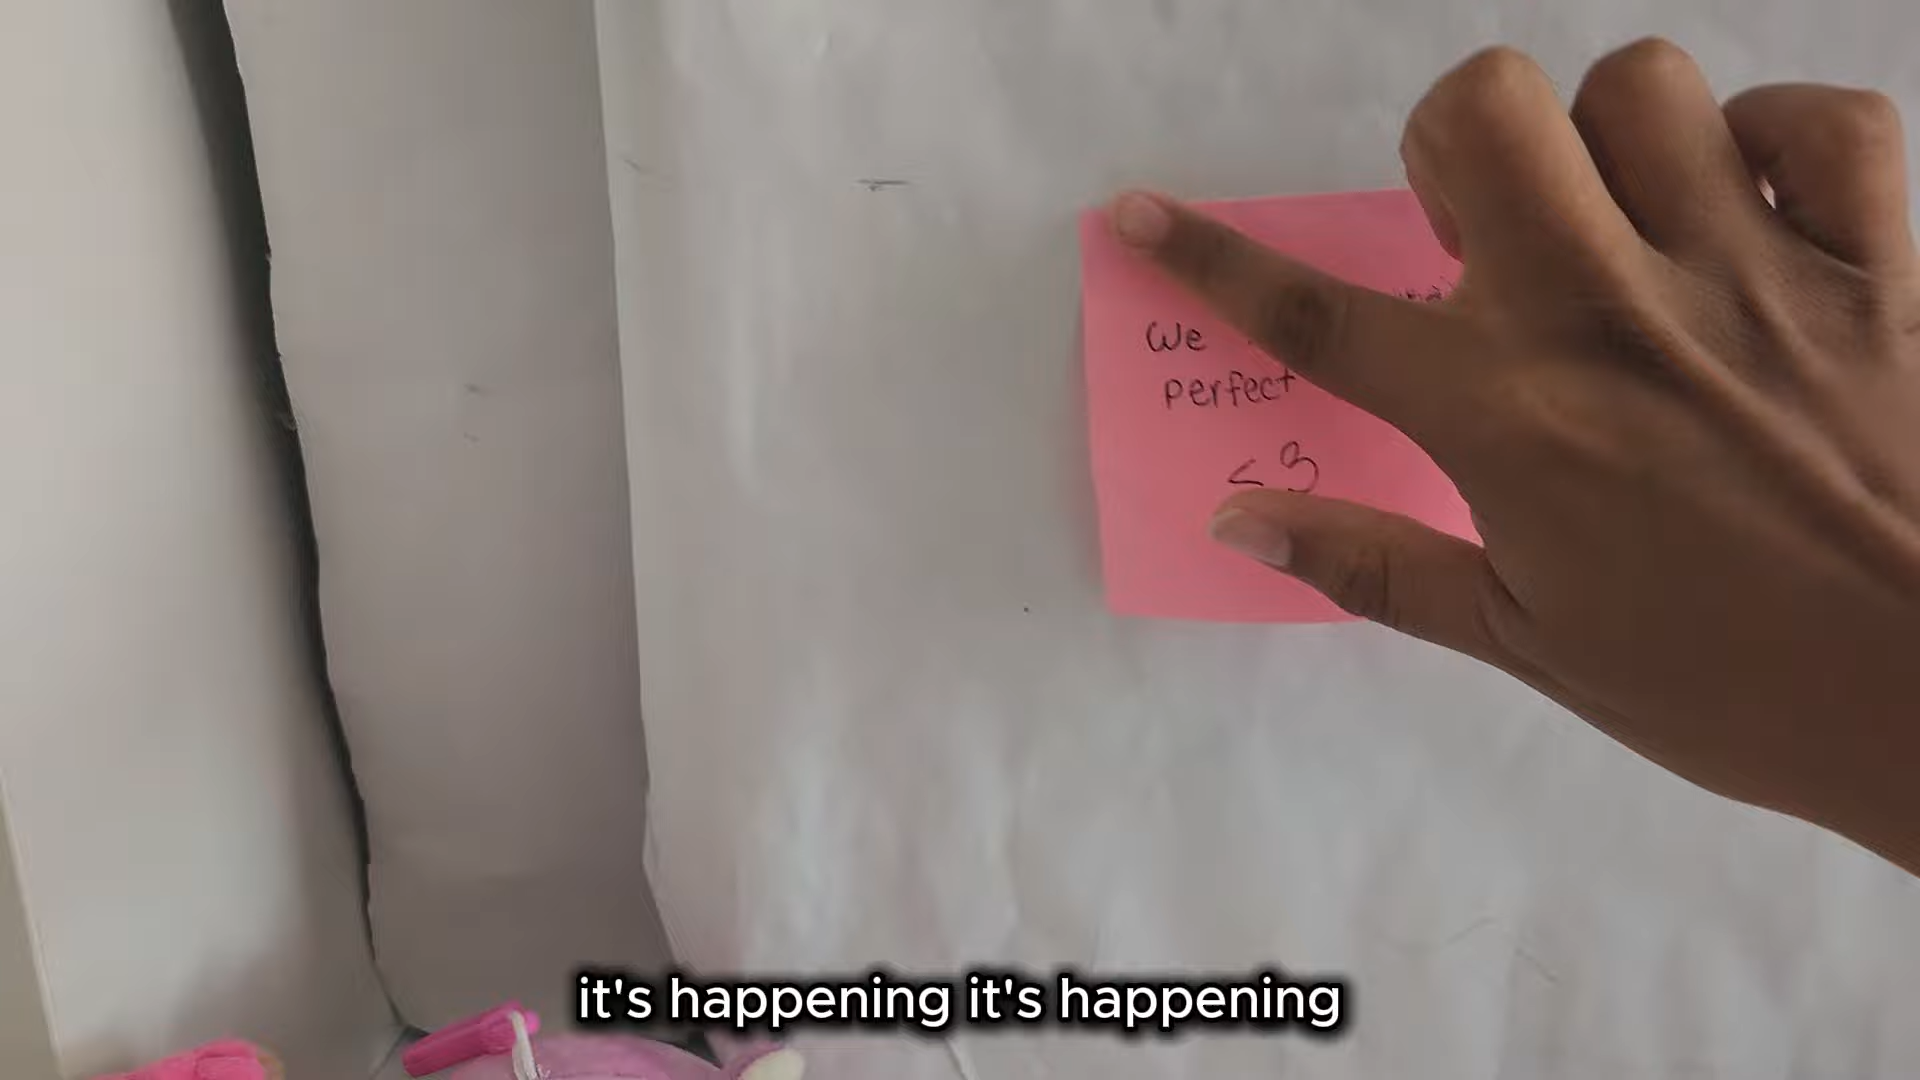 We
perfect
<3
it's happening it's happening